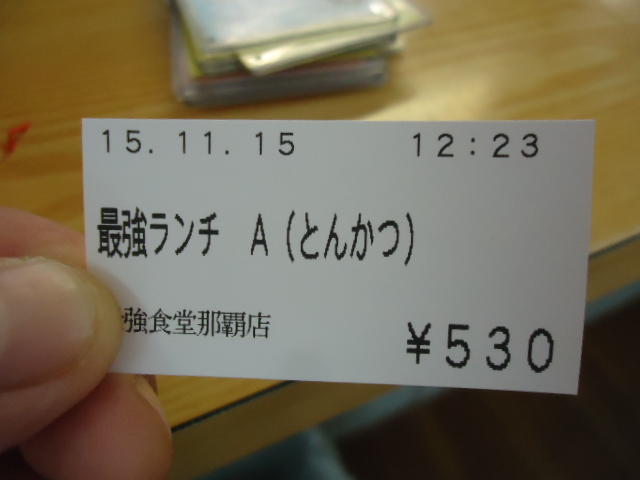 15.11.15 12:23
最強ランチ A(とんかつ)
強食堂那覇店
¥530